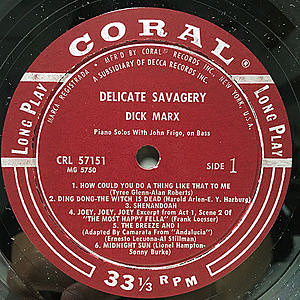 CORAL
LONG PLAY
LONG PLAY
MARCA REGISTRADA • MF'D BY CORAL RECORDS INC., NEW YORK, U.S.A.
A SUBSIDIARY OF DECCA RECORDS INC.
DELICATE SAVAGERY
DICK MARX
Piano Solos With John Frigo, on Bass
CRL 57151
MG 5750
SIDE 1
1. HOW COULD YOU DO A THING LIKE THAT TO ME
(Tyree Glenn-Alan Roberts)
2. DING DONG-THE WITCH IS DEAD (Harold Arlen-E. Y. Harburg)
3. SHENANDOAH
4. JOEY, JOEY, JOEY Excerpt from Act 1, Scene 2 Of
"THE MOST HAPPY FELLA" (Frank Loesser)
5. THE BREEZE AND I
(Adapted By Camarata From "Andalucia")
(Ernesto Lecuona-Al Stillman)
6. MIDNIGHT SUN (Lionel Hampton-
Sonny Burke)
33 1/3 RPM